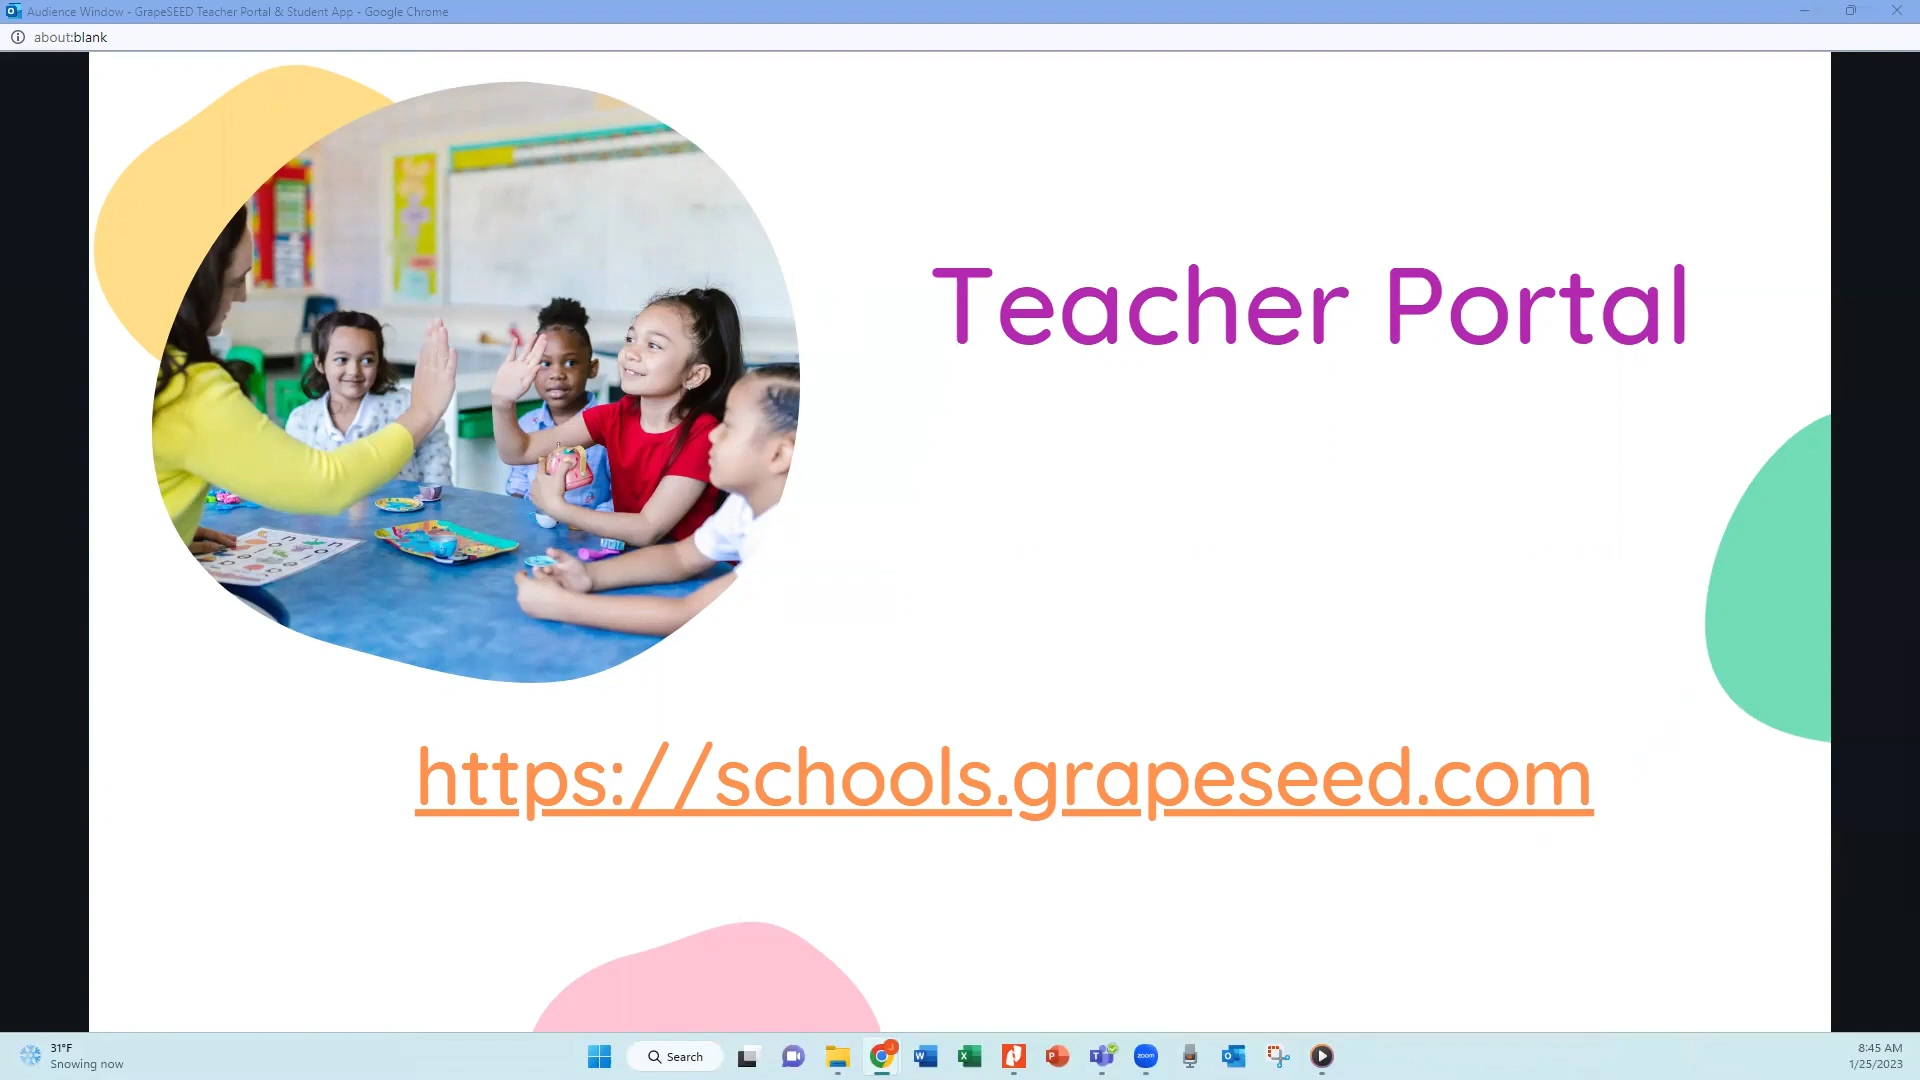 Audience Window - GrapeSEED Teacher Portal & Student App - Google Chrome
about:blank
Teacher Portal
https://schools.grapeseed.com
31°F
Snowing now
Search
zoom
8:45 AM
1/25/2023